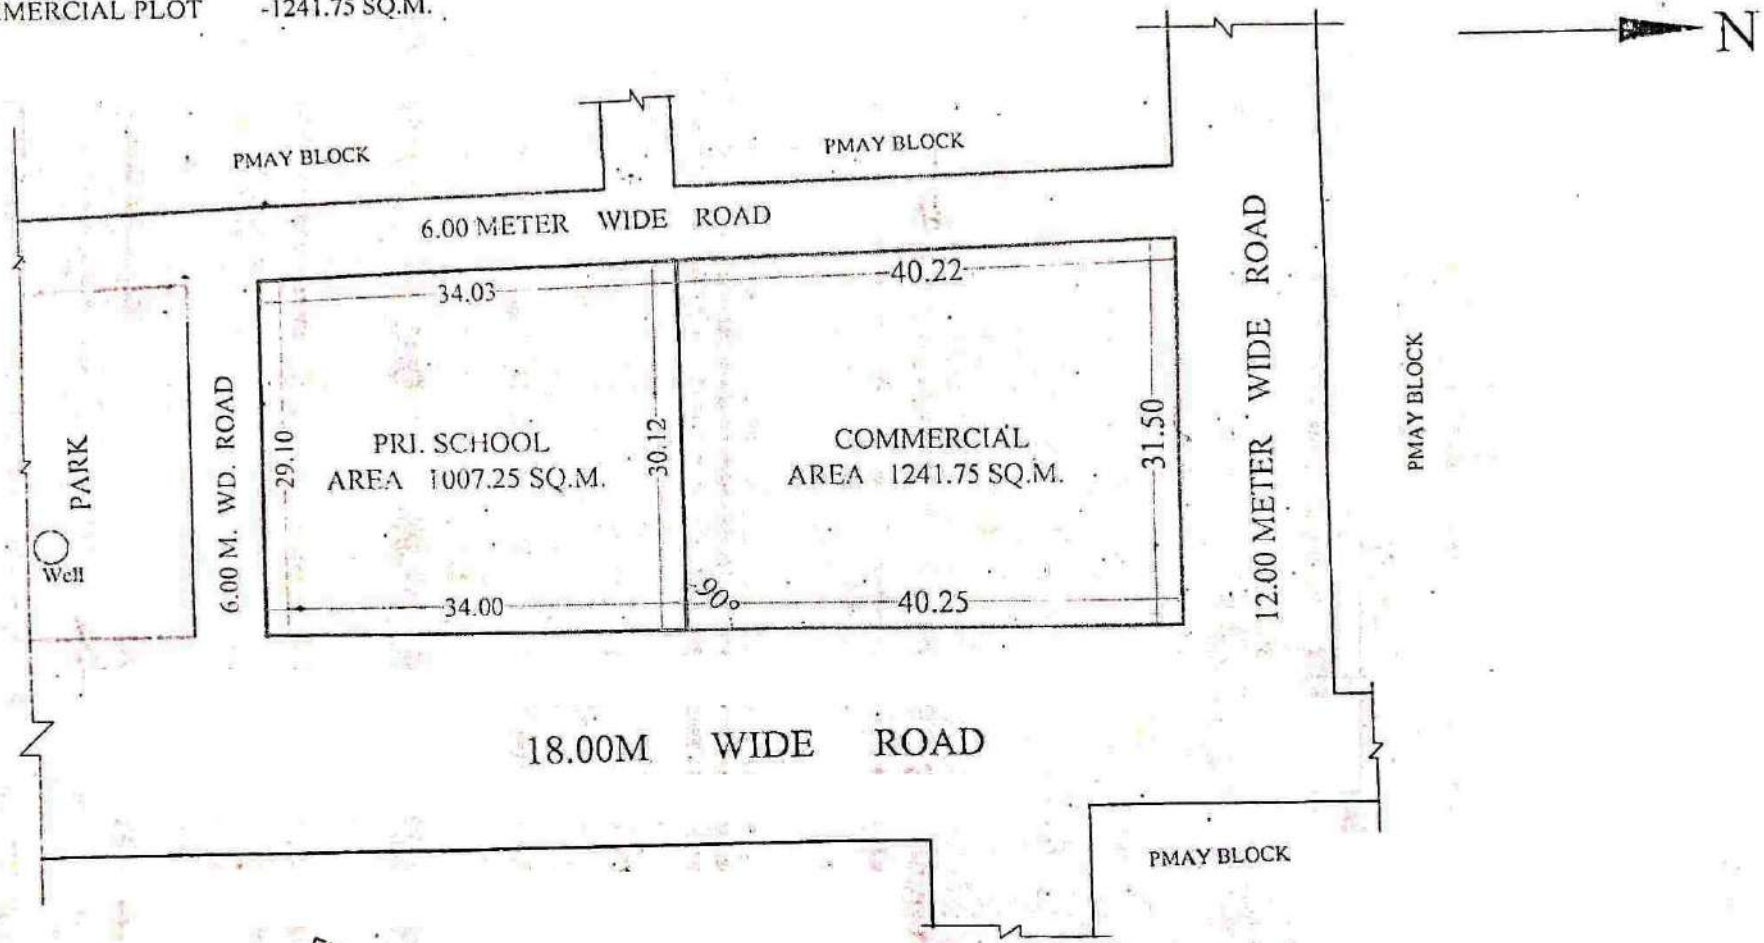 MERCIAL PLOT -1241.75 SQ.M.
N
PMAY BLOCK
PMAY BLOCK
6.00 METER WIDE ROAD
34.03
40.22
12.00 METER WIDE ROAD
PMAY BLOCK
PARK
Well
6.00 M. WD. ROAD
29.10
PRI. SCHOOL
AREA 1007.25 SQ.M.
30.12
COMMERCIAL
AREA 1241.75 SQ.M.
31.50
34.00
90°
40.25
18.00M WIDE ROAD
PMAY BLOCK